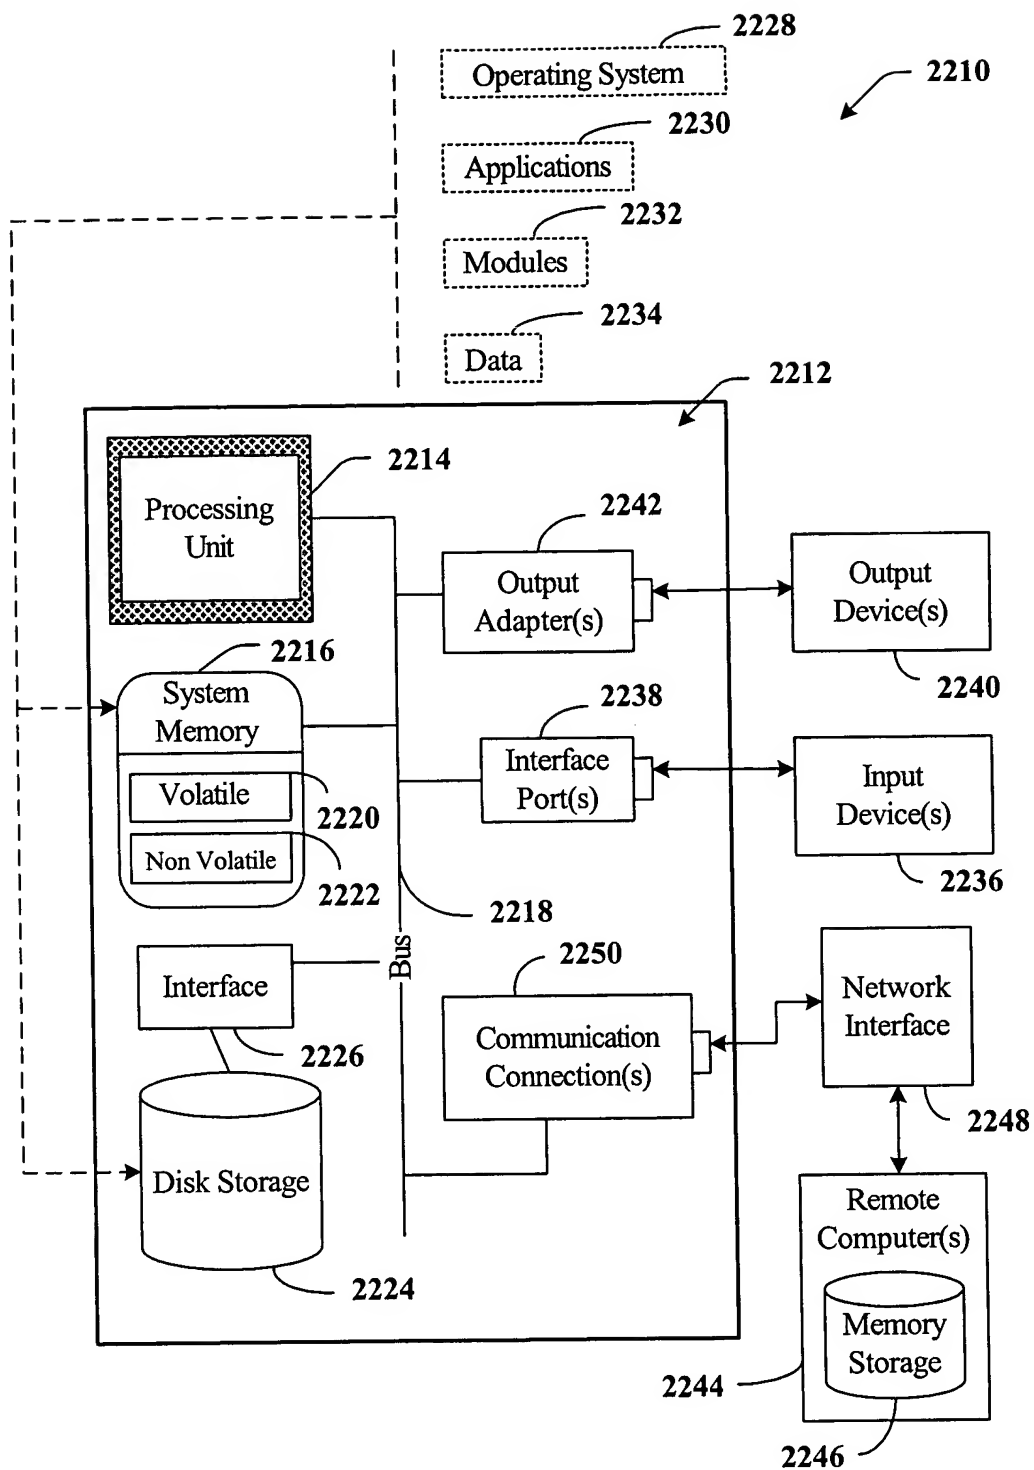 2228
Operating System
2210
2230
Applications
2232
Modules
2234
Data
2212
2214
Processing
Unit
2242
Output
Adapter(s)
Output
Device(s)
2240
2216
System
Memory
Volatile
2220
Non Volatile
2222
2238
Interface
Port(s)
Input
Device(s)
2236
2218
Bus
Interface
2226
2250
Communication
Connection(s)
Network
Interface
2248
Disk Storage
2224
Remote
Computer(s)
Memory
Storage
2244
2246